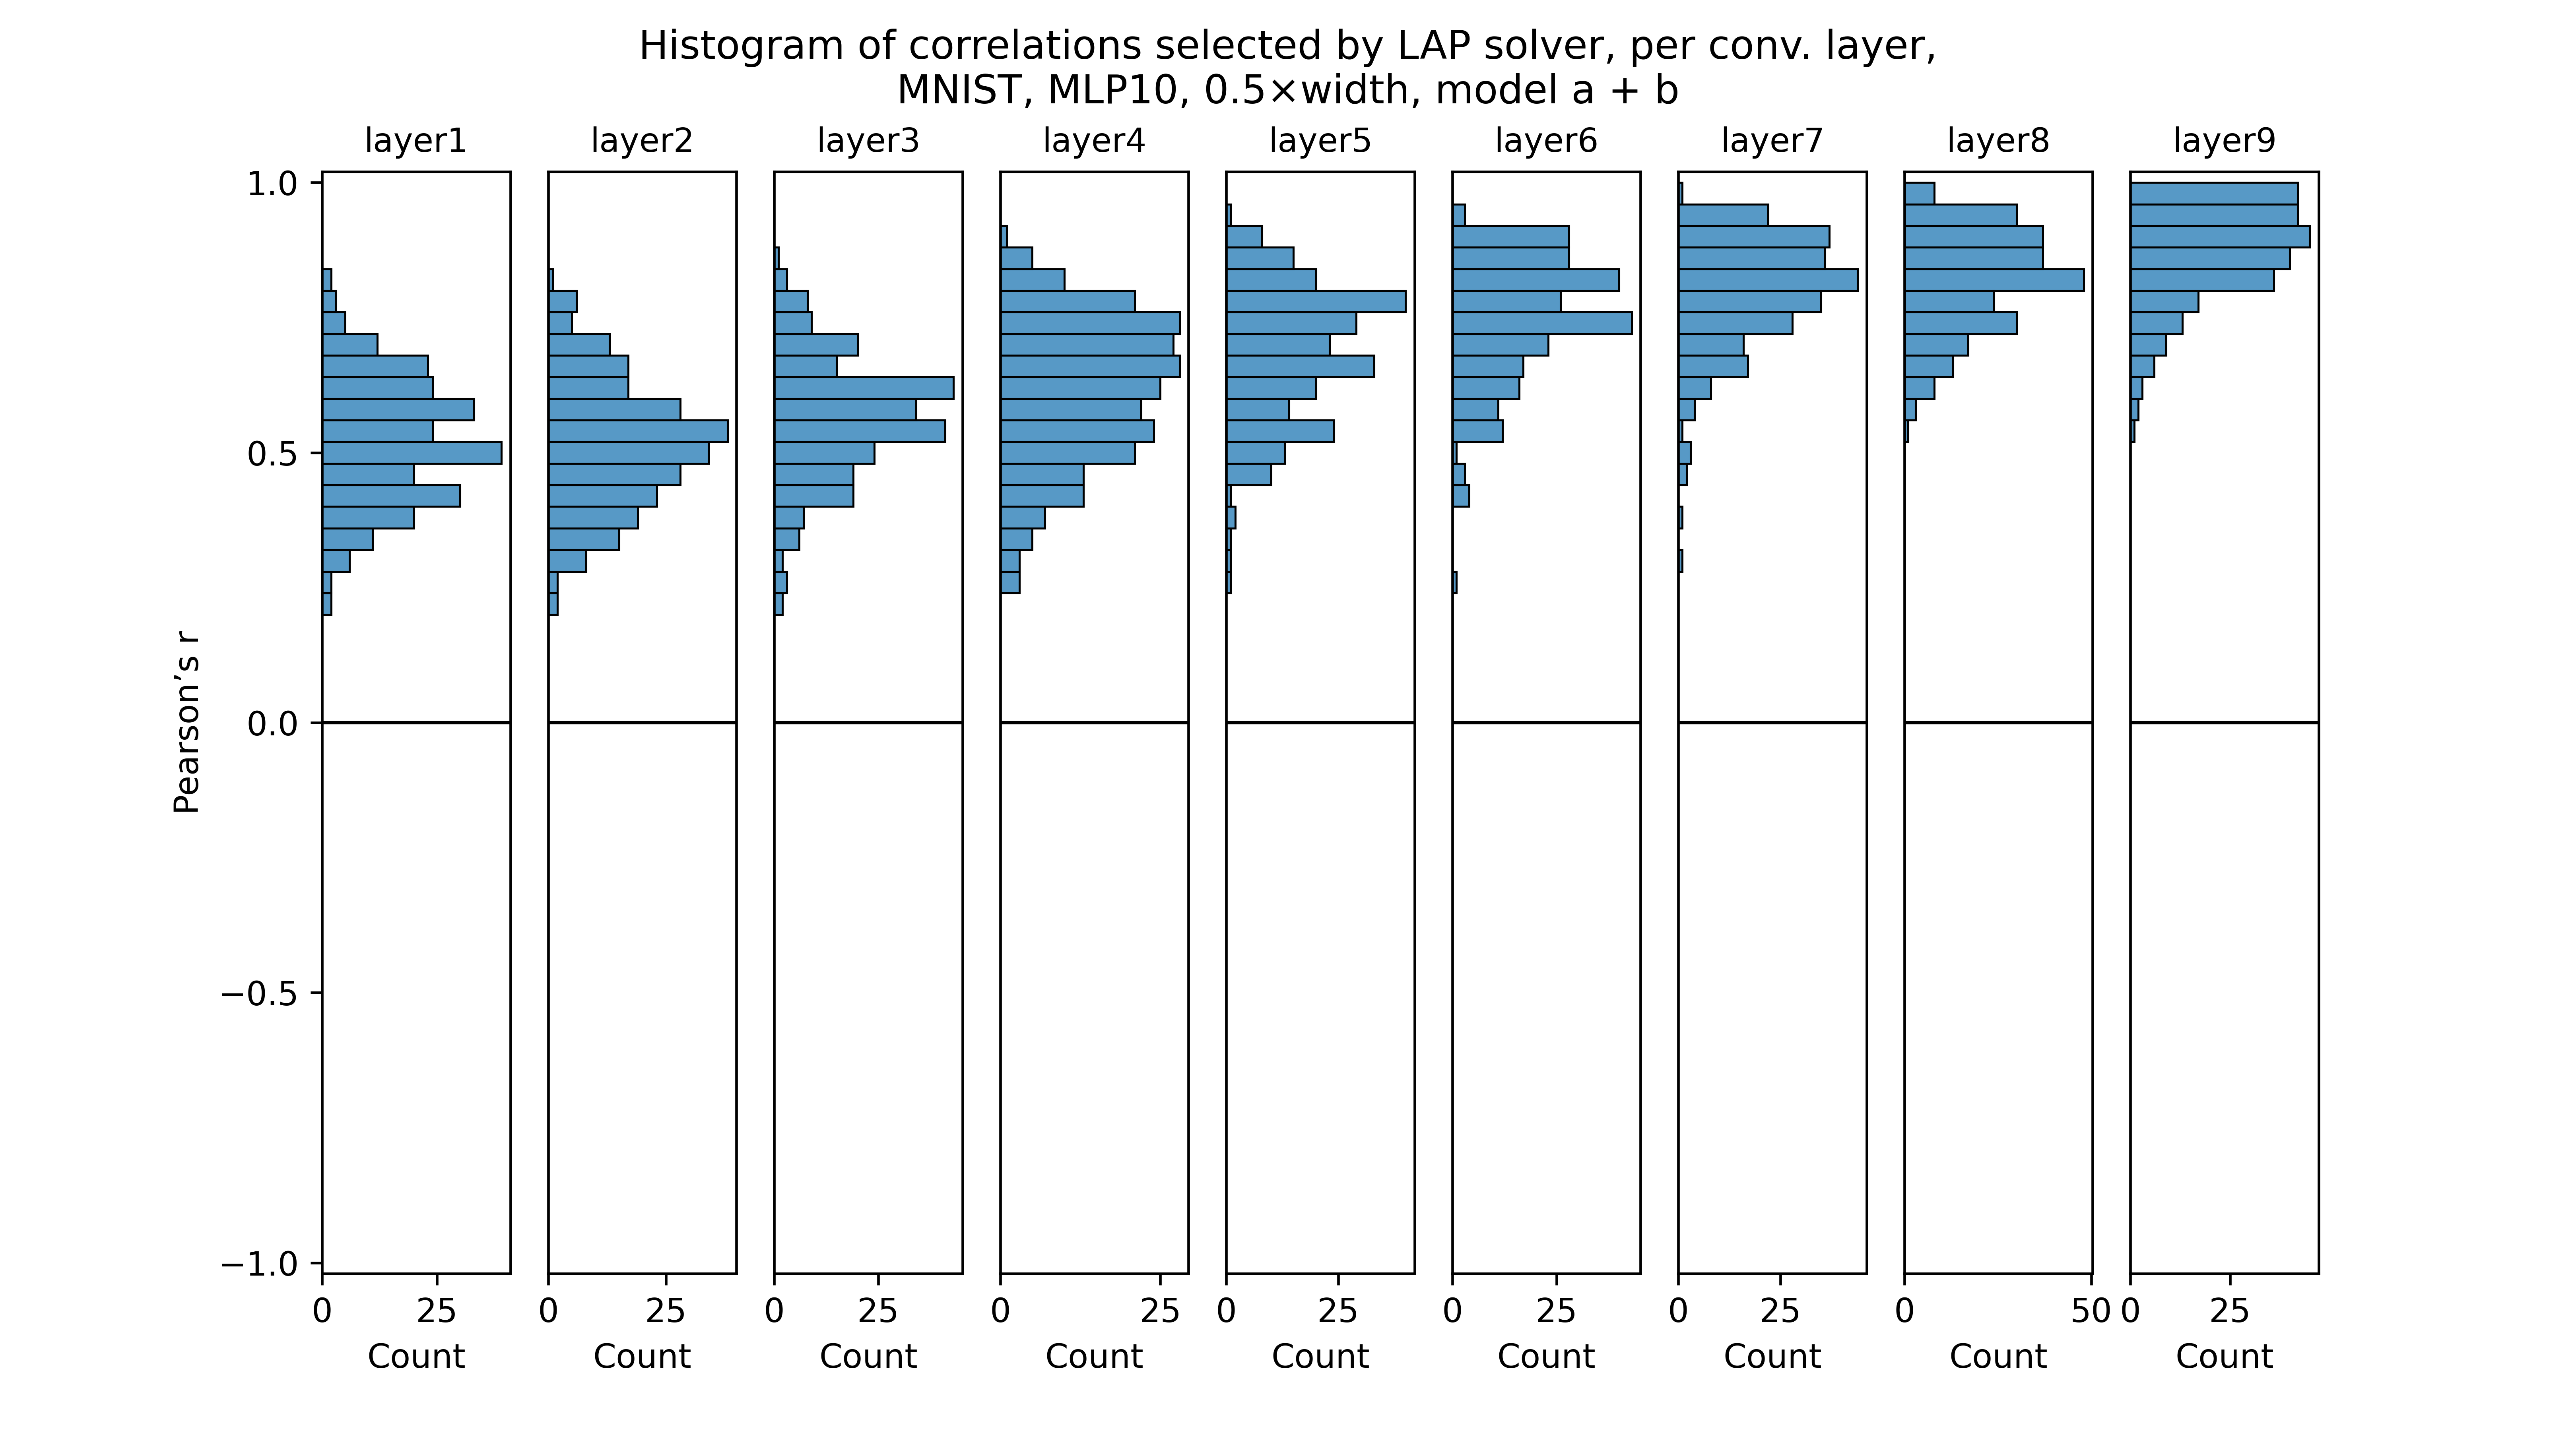 Histogram of correlations selected by LAP solver, per conv. layer,
MNIST, MLP10, 0.5×width, model a + b
layer1 layer2 layer3 layer4 layer5 layer6 layer7 layer8 layer9
1.0
0.5
0.0
−0.5
−1.0
Pearson’s r
0 25 0 25 0 25 0 25 0 25 0 25 0 25 0 50 0 25
Count Count Count Count Count Count Count Count Count